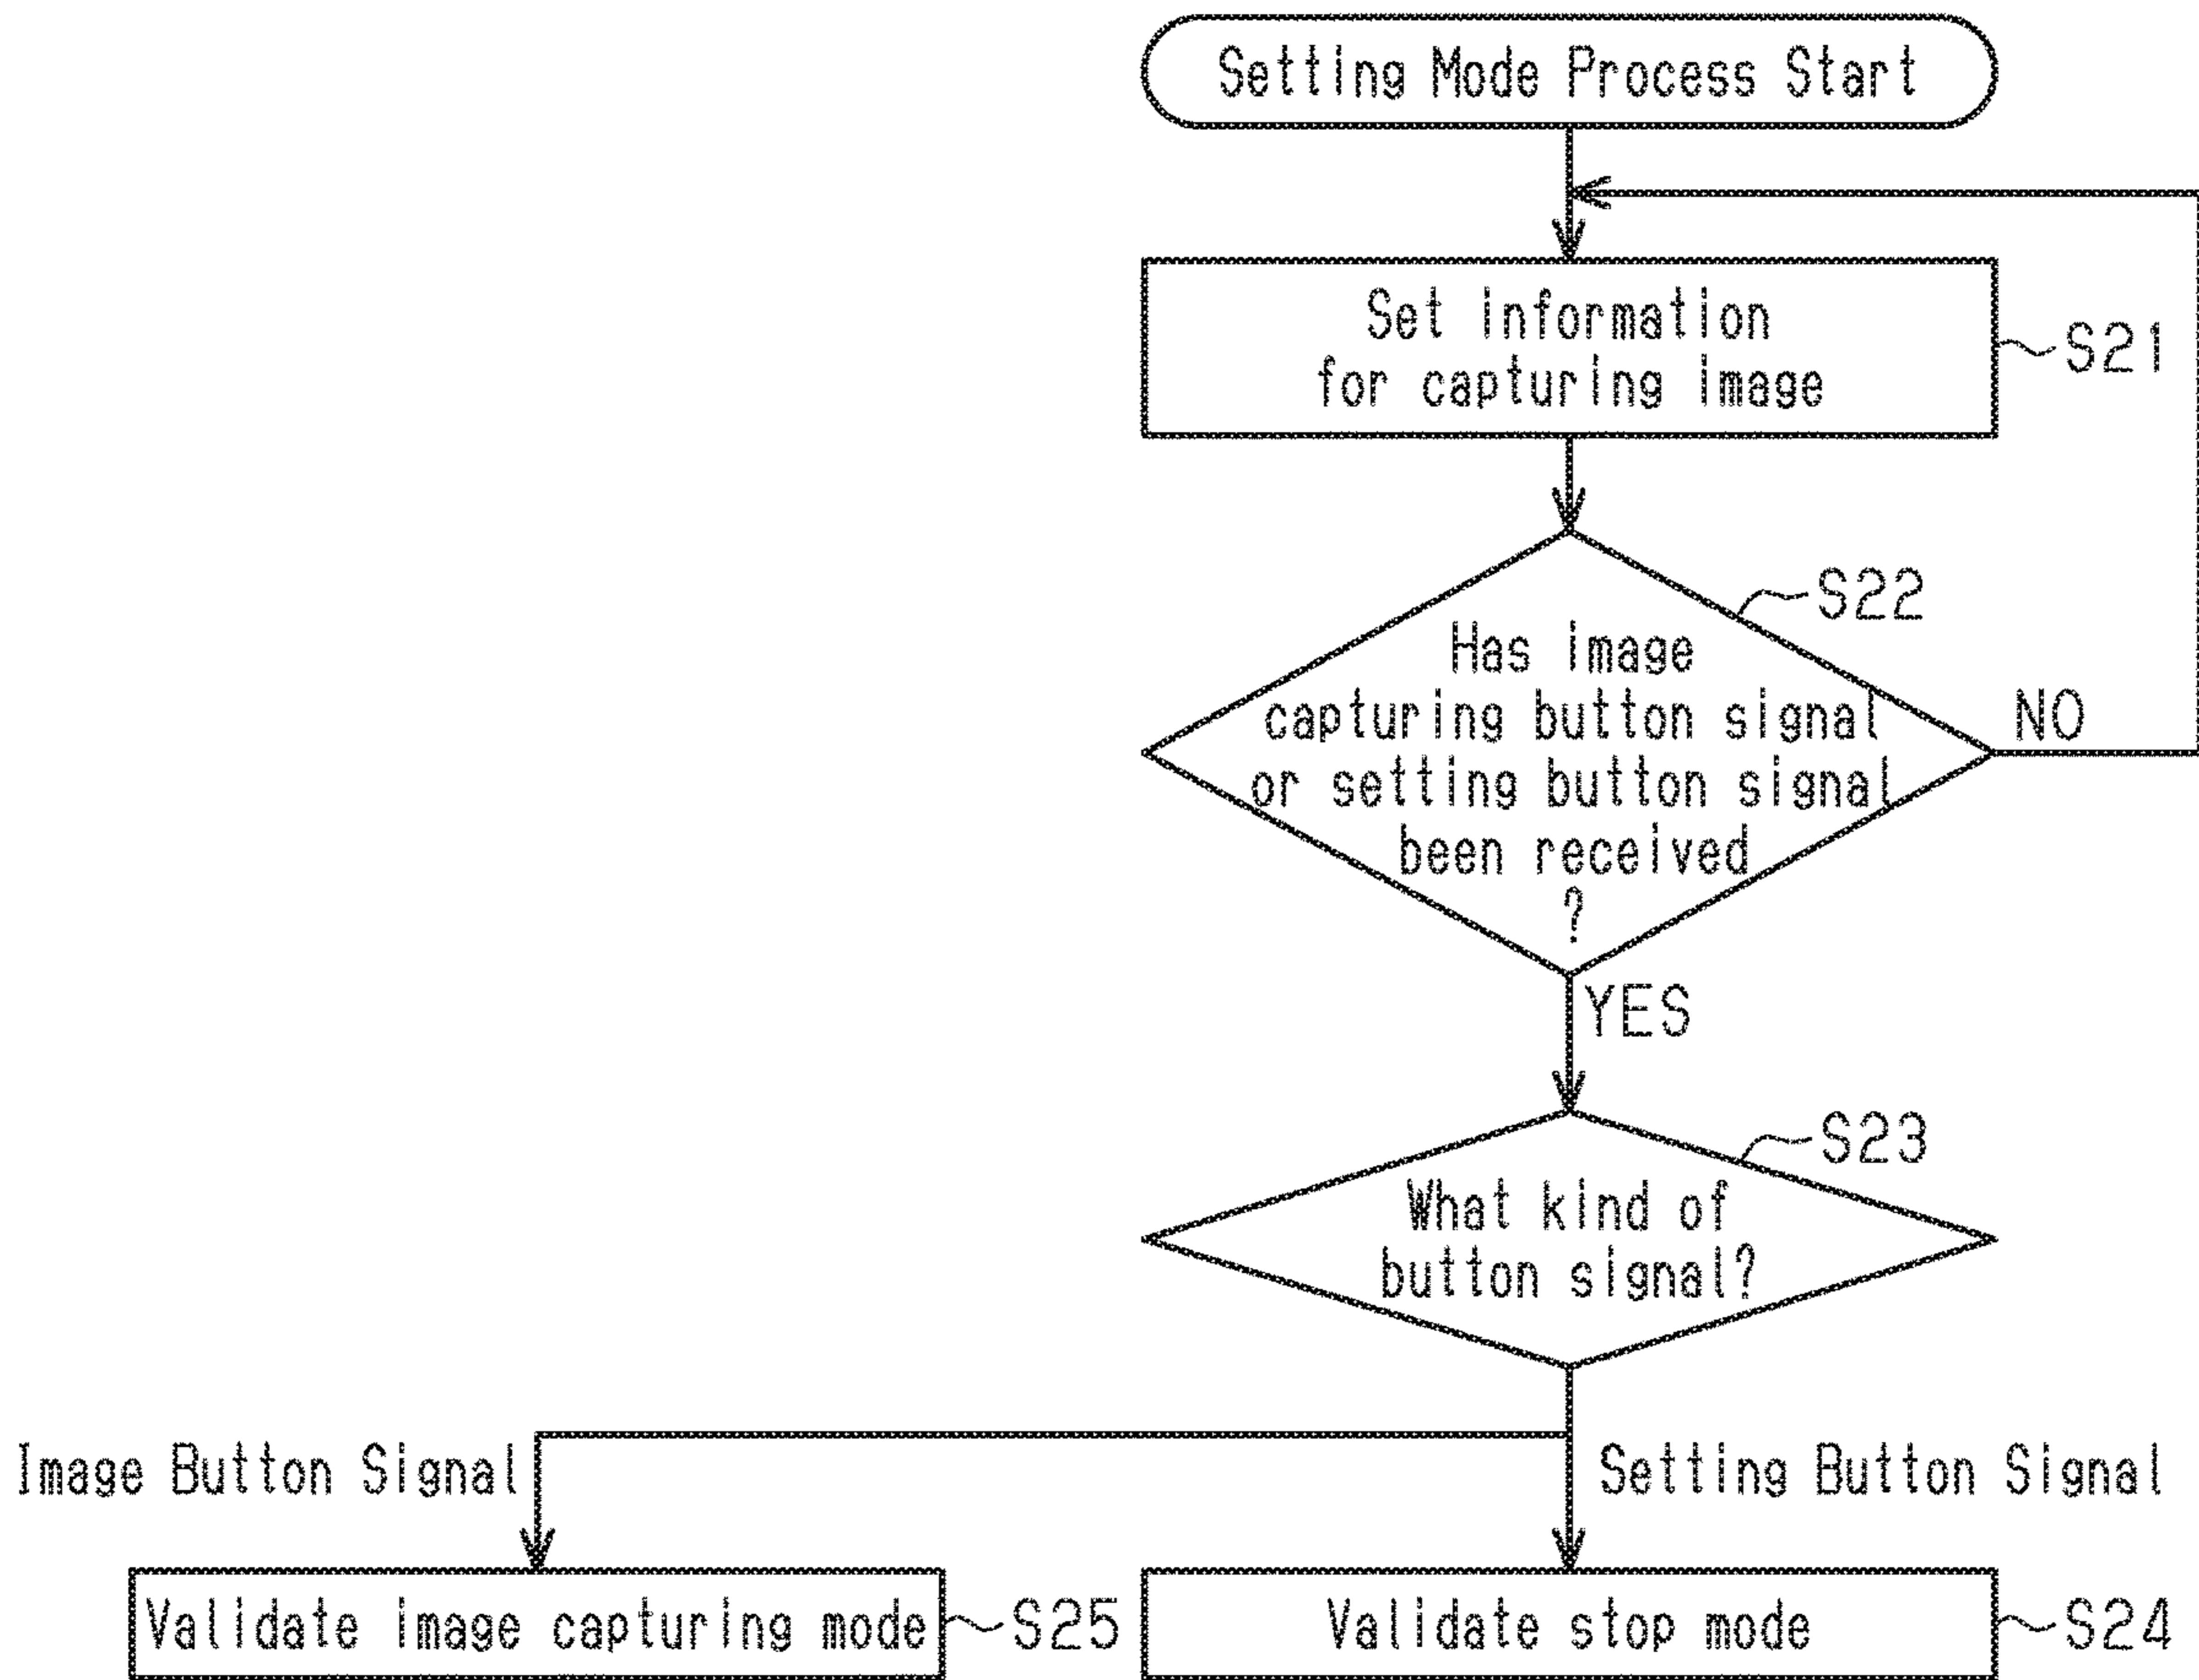 Setting Mode Process Start
Set information
for capturing image
S21
S22
Has image
capturing button signal
or setting button signal
been received
?
NO
YES
S23
What kind of
button signal?
Image Button Signal
Setting Button Signal
Validate image capturing mode
S25
Validate stop mode
S24